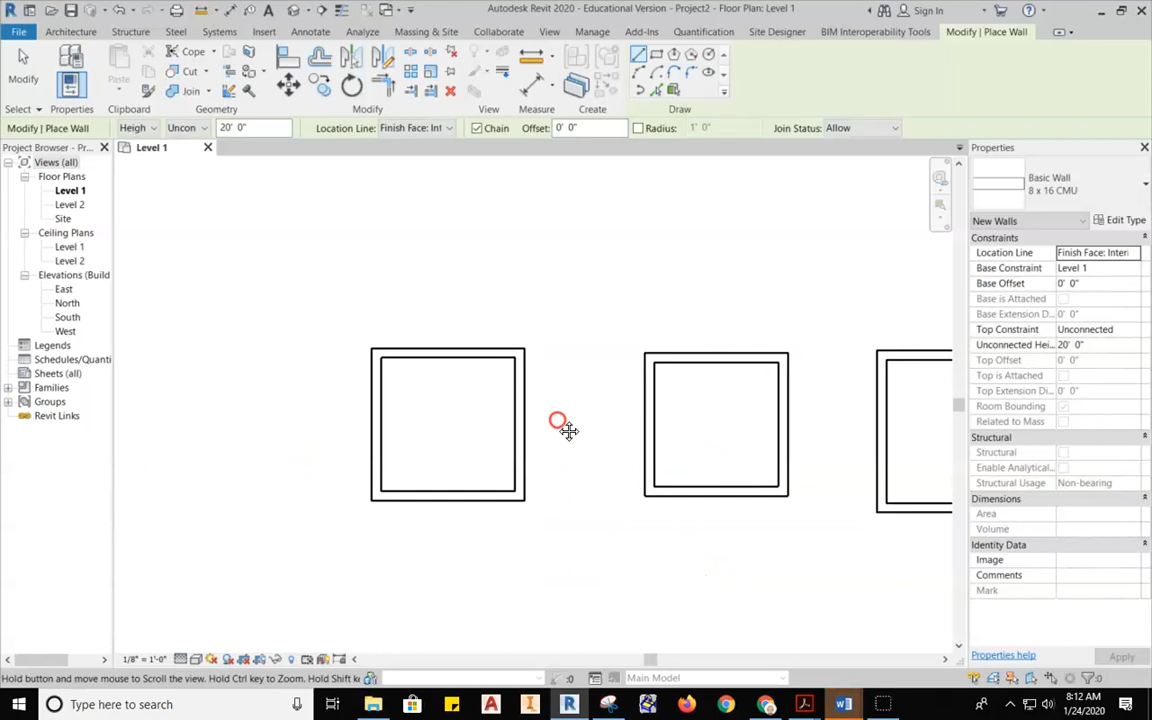 Autodesk Revit 2020 - Educational Version - Project2 - Floor Plan: Level 1
Sign In
File Architecture Structure Steel Systems Insert Annotate Analyze Massing & Site Collaborate View Manage Add-Ins Quantification Site Designer BIM Interoperability Tools Modify | Place Wall
Modify
Paste
Cope
Cut
Join
Select Properties Clipboard Geometry Modify View Measure Create Draw
Modify | Place Wall Heigh Uncon 20' 0" Location Line: Finish Face: Int Chain Offset: 0' 0" Radius: 1' 0" Join Status: Allow
Project Browser - Pr...
Level 1
Properties
Views (all)
Floor Plans
Level 1
Level 2
Site
Ceiling Plans
Level 1
Level 2
Elevations (Build
East
North
South
West
Legends
Schedules/Quanti
Sheets (all)
Families
Groups
Revit Links
Basic Wall
8 x 16 CMU
New Walls Edit Type
Constraints
Location Line Finish Face: Interi
Base Constraint Level 1
Base Offset 0' 0"
Base is Attached
Base Extension D...
Top Constraint Unconnected
Unconnected Hei... 20' 0"
Top Offset 0' 0"
Top is Attached
Top Extension Di... 0' 0"
Room Bounding
Related to Mass
Structural
Structural
Enable Analytical...
Structural Usage Non-bearing
Dimensions
Area
Volume
Identity Data
Image
Comments
Mark
Properties help Apply
1/8" = 1'-0"
Hold button and move mouse to Scroll the view. Hold Ctrl key to Zoom. Hold Shift k
:0
Main Model
:0
Type here to search
8:12 AM
1/24/2020